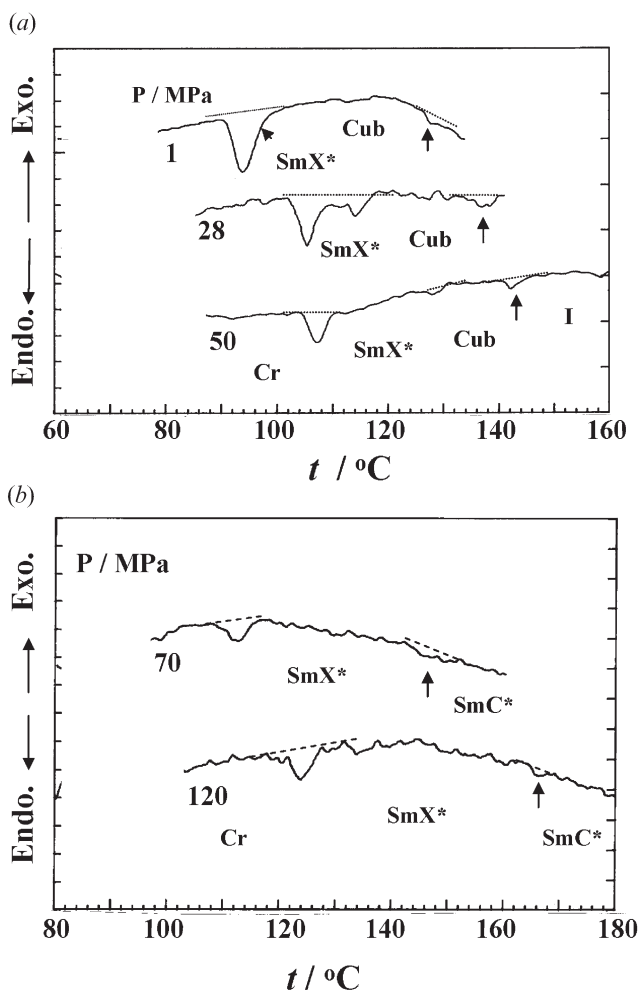 (a)
Exo.
Endo.
P / MPa
1
Cub
SmX*
28
SmX*
Cub
50
SmX*
Cub
I
Cr
60 80 100 120 140 160
t / °C
(b)
Exo.
Endo.
P / MPa
70
SmX*
SmC*
120
SmX*
Cr
SmC*
80 100 120 140 160 180
t / °C